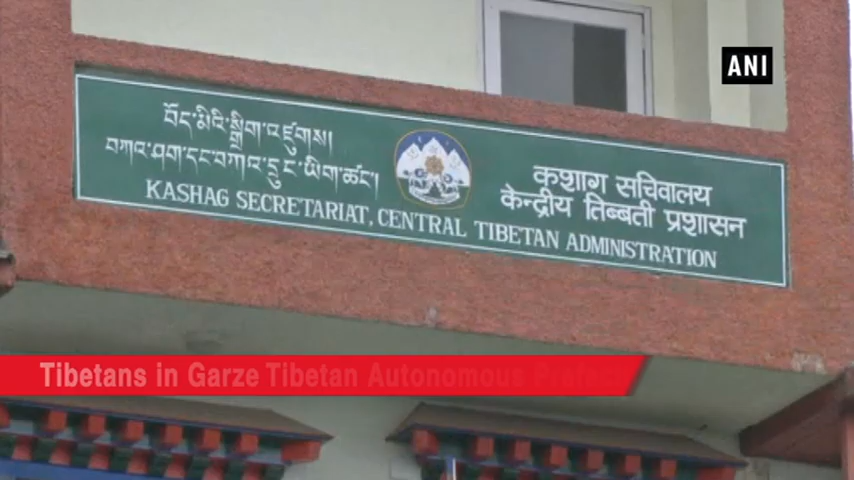 ANI
བོད་མིའི་སྒྲིག་འཛུགས།
བཀའ་ཤག་དང་བཀའ་དྲུང་ཡིག་ཚང་།
कशाग सचिवालय
केन्द्रीय तिब्बती प्रशासन
KASHAG SECRETARIAT, CENTRAL TIBETAN ADMINISTRATION
Tibetans in Garze Tibetan Autonomous